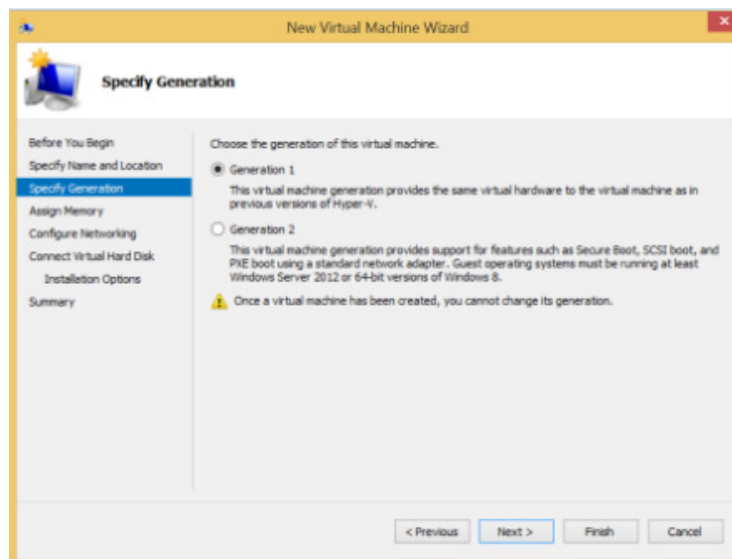 New Virtual Machine Wizard
Specify Generation
Before You Begin
Specify Name and Location
Specify Generation
Assign Memory
Configure Networking
Connect Virtual Hard Disk
Installation Options
Summary
Choose the generation of this virtual machine.
Generation 1
This virtual machine generation provides the same virtual hardware to the virtual machine as in
previous versions of Hyper-V.
Generation 2
This virtual machine generation provides support for features such as Secure Boot, SCSI boot, and
PXE boot using a standard network adapter. Guest operating systems must be running at least
Windows Server 2012 or 64-bit versions of Windows 8.
Once a virtual machine has been created, you cannot change its generation.
< Previous
Next >
Finish
Cancel